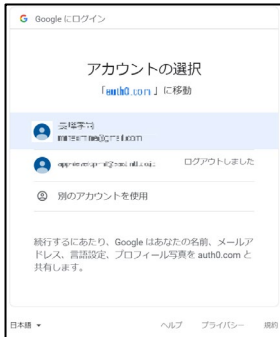 Google にログイン
アカウントの選択
「auth0.com」に移動
ログアウトしました
別のアカウントを使用
続行するにあたり、Google はあなたの名前、メールア
ドレス、言語設定、プロフィール写真を auth0.com と
共有します。
日本語
ヘルプ プライバシー 規約